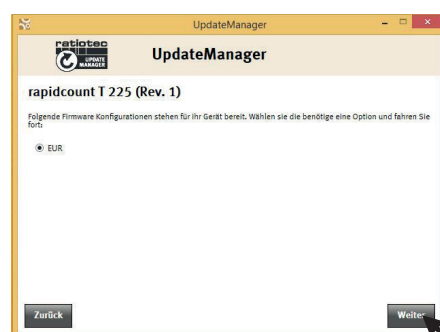 UpdateManager
ratiotec
UPDATE
MANAGER
UpdateManager
rapidcount T 225 (Rev. 1)
Folgende Firmware Konfigurationen stehen für Ihr Gerät bereit. Wählen sie die benötige eine Option und fahren Sie
fort:
EUR
Zurück
Weiter